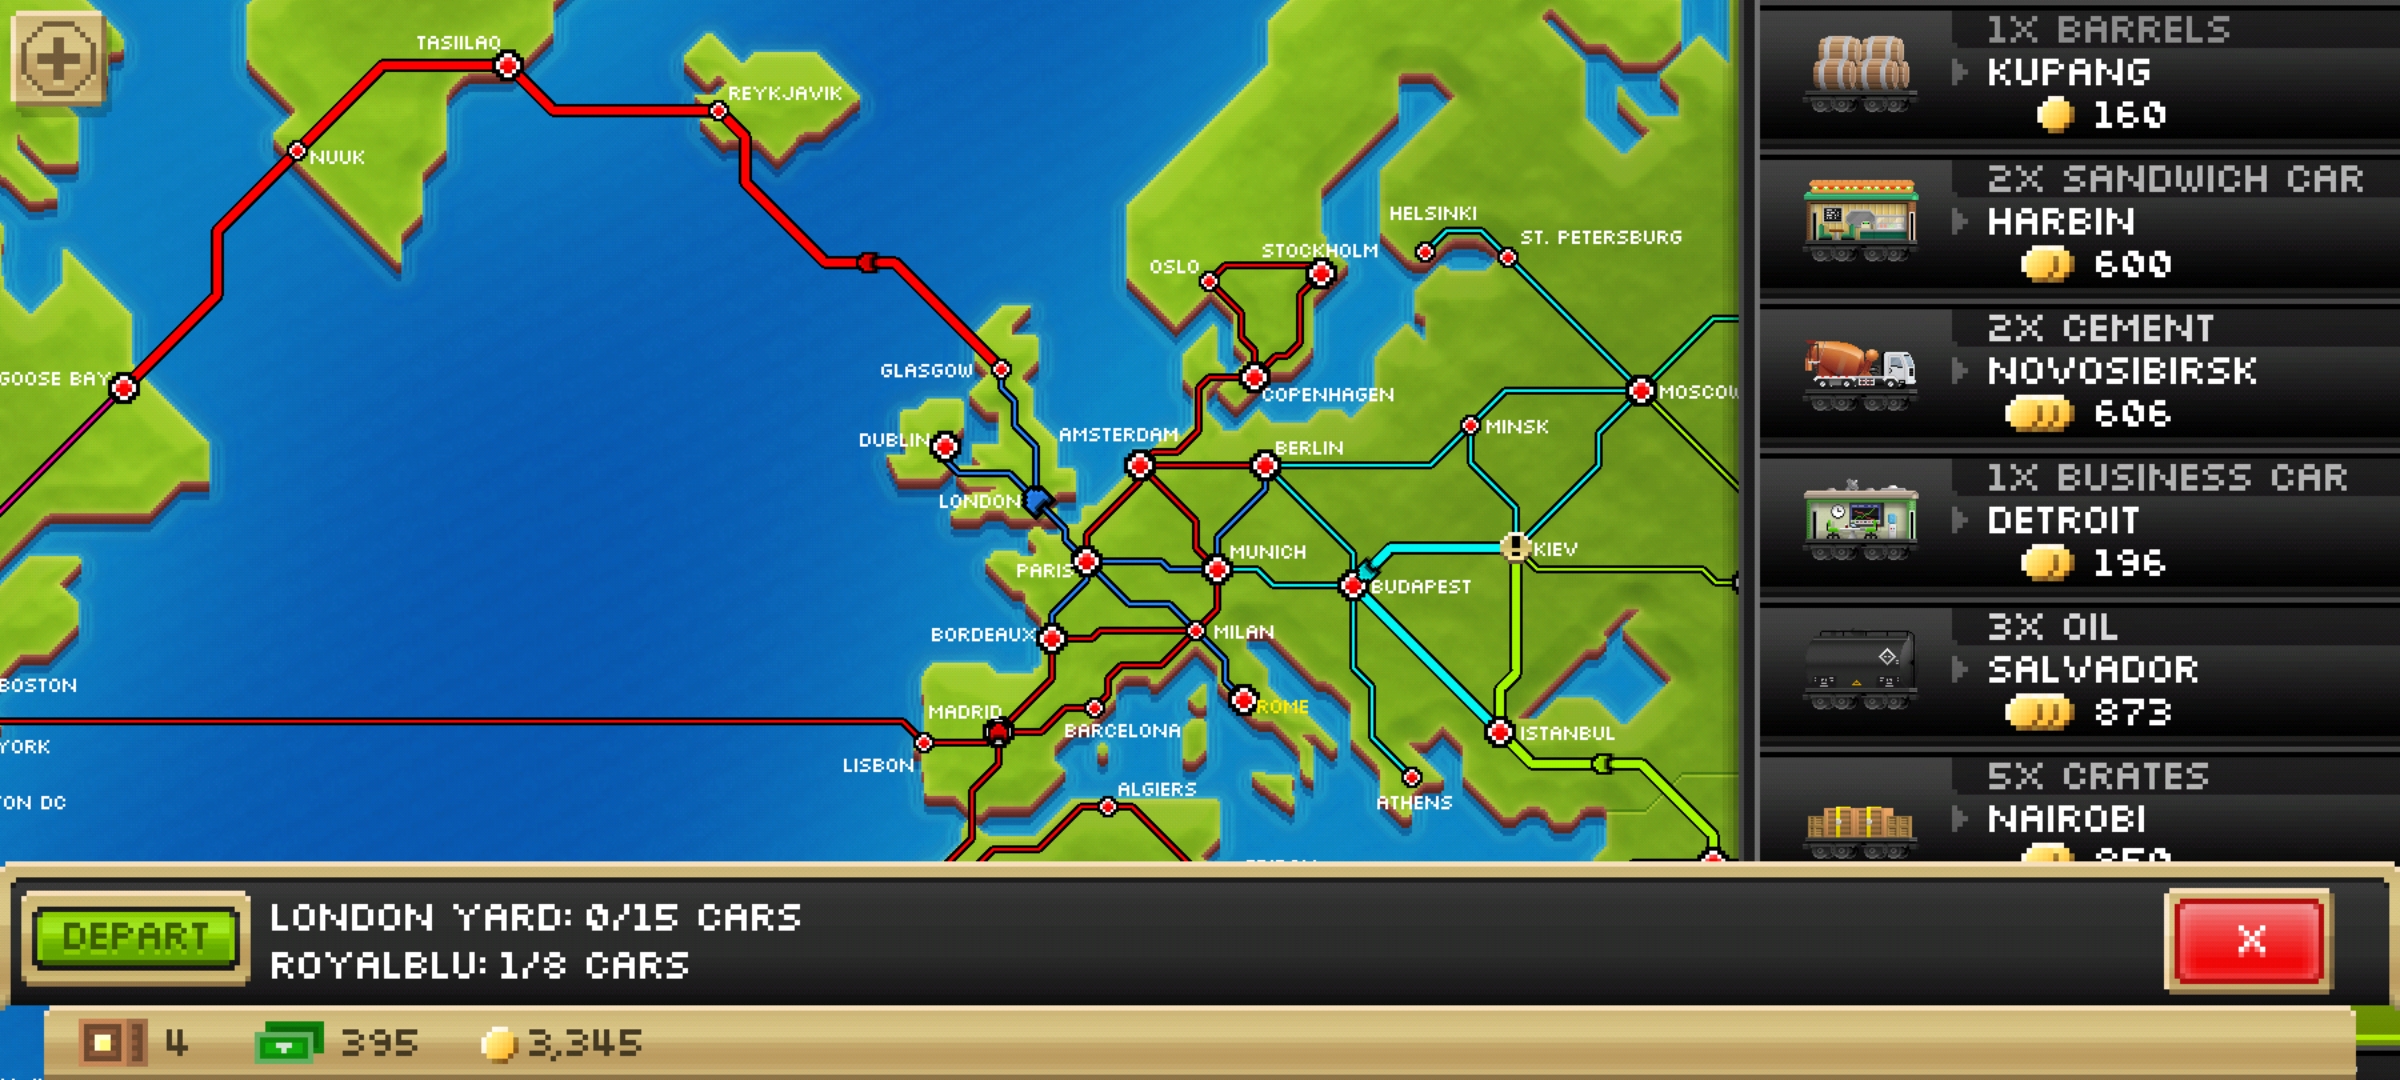 TASIILAQ
REYKJAVIK
NUUK
HELSINKI
ST. PETERSBURG
STOCKHOLM
OSLO
GOOSE BAY
GLASGOW
COPENHAGEN
MOSCOW
MINSK
DUBLIN
AMSTERDAM
BERLIN
LONDON
MUNICH
KIEV
PARIS
BUDAPEST
BORDEAUX
MILAN
BOSTON
MADRID
ROME
BARCELONA
ISTANBUL
YORK
LISBON
ALGIERS
ATHENS
ON DC
1X BARRELS
KUPANG
160
2X SANDWICH CAR
HARBIN
600
2X CEMENT
NOVOSIBIRSK
606
1X BUSINESS CAR
DETROIT
196
3X OIL
SALVADOR
873
5X CRATES
NAIROBI
DEPART
LONDON YARD: 0/15 CARS
ROYALBLU: 1/8 CARS
X
4
395
3,345